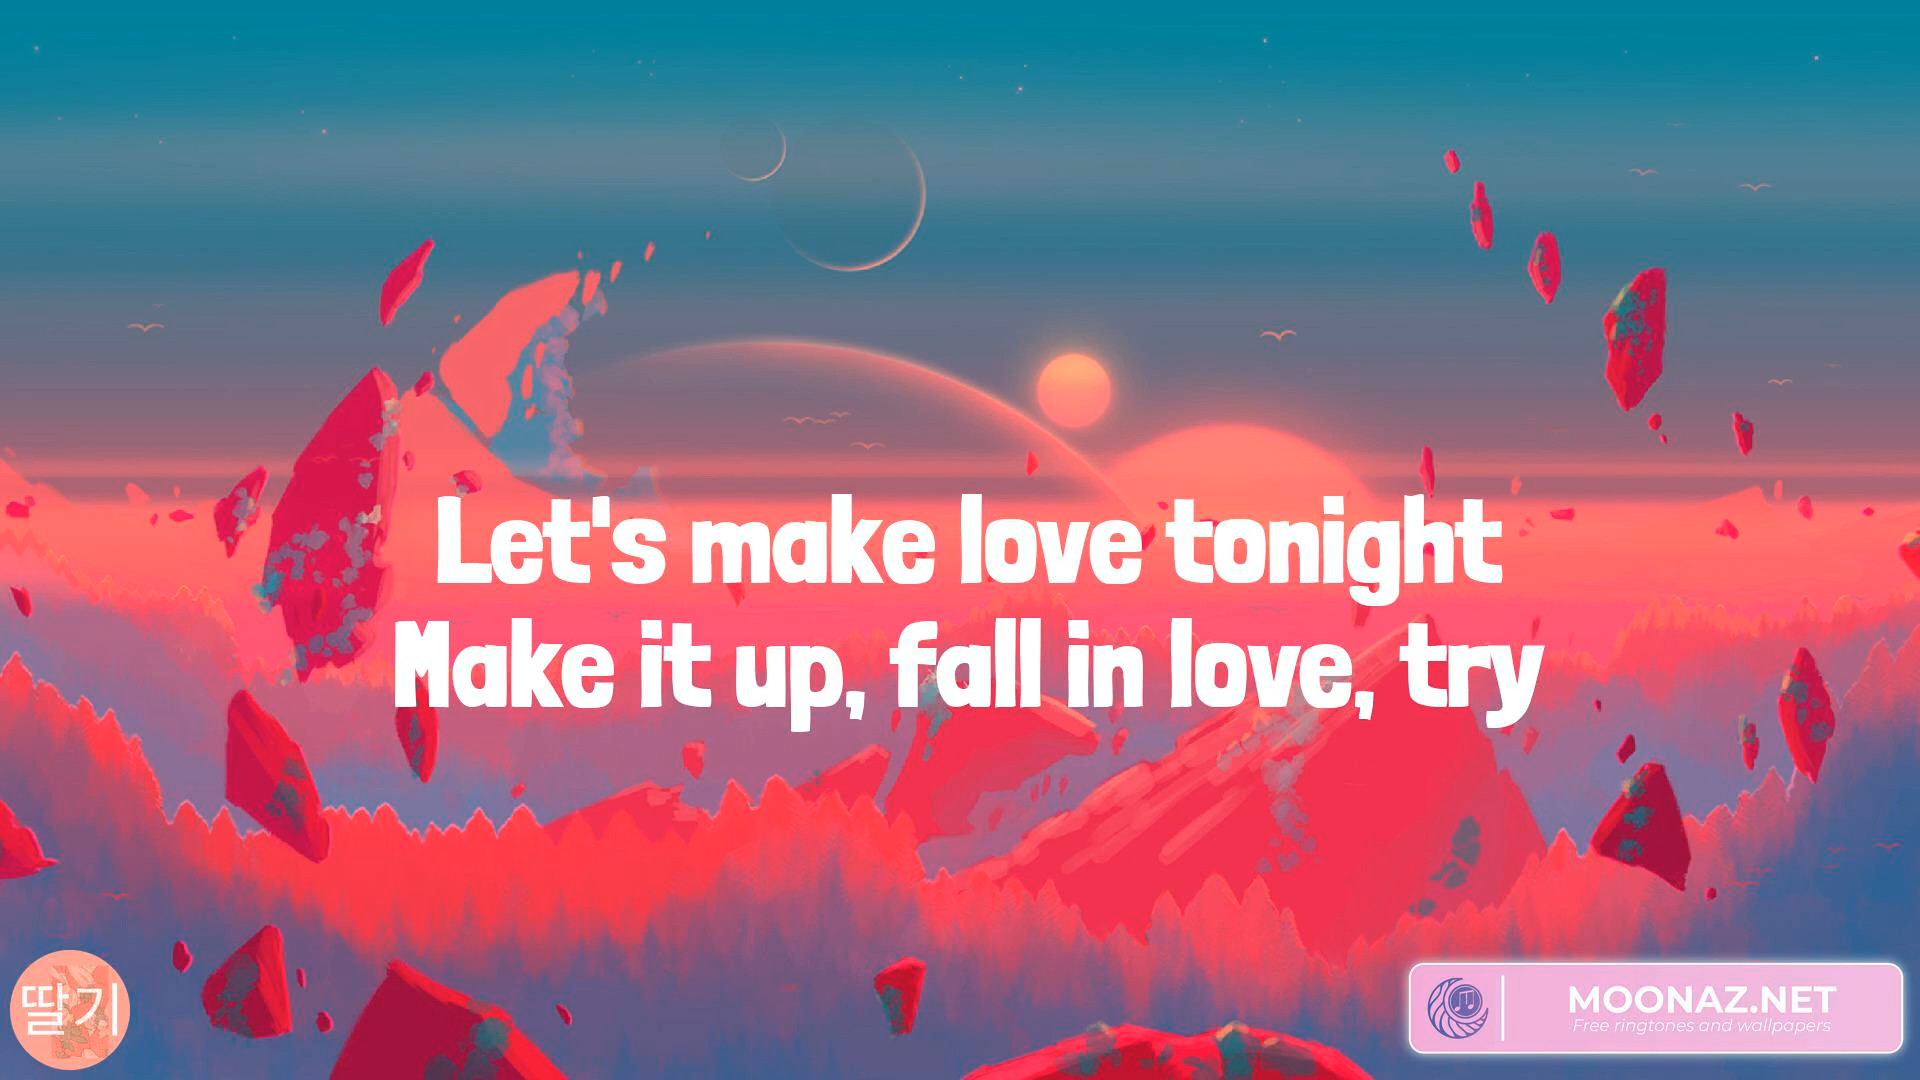 Let's make love tonight
Make it up, fall in love, try
딸기
MOONAZ.NET
Free ringtones and wallpapers